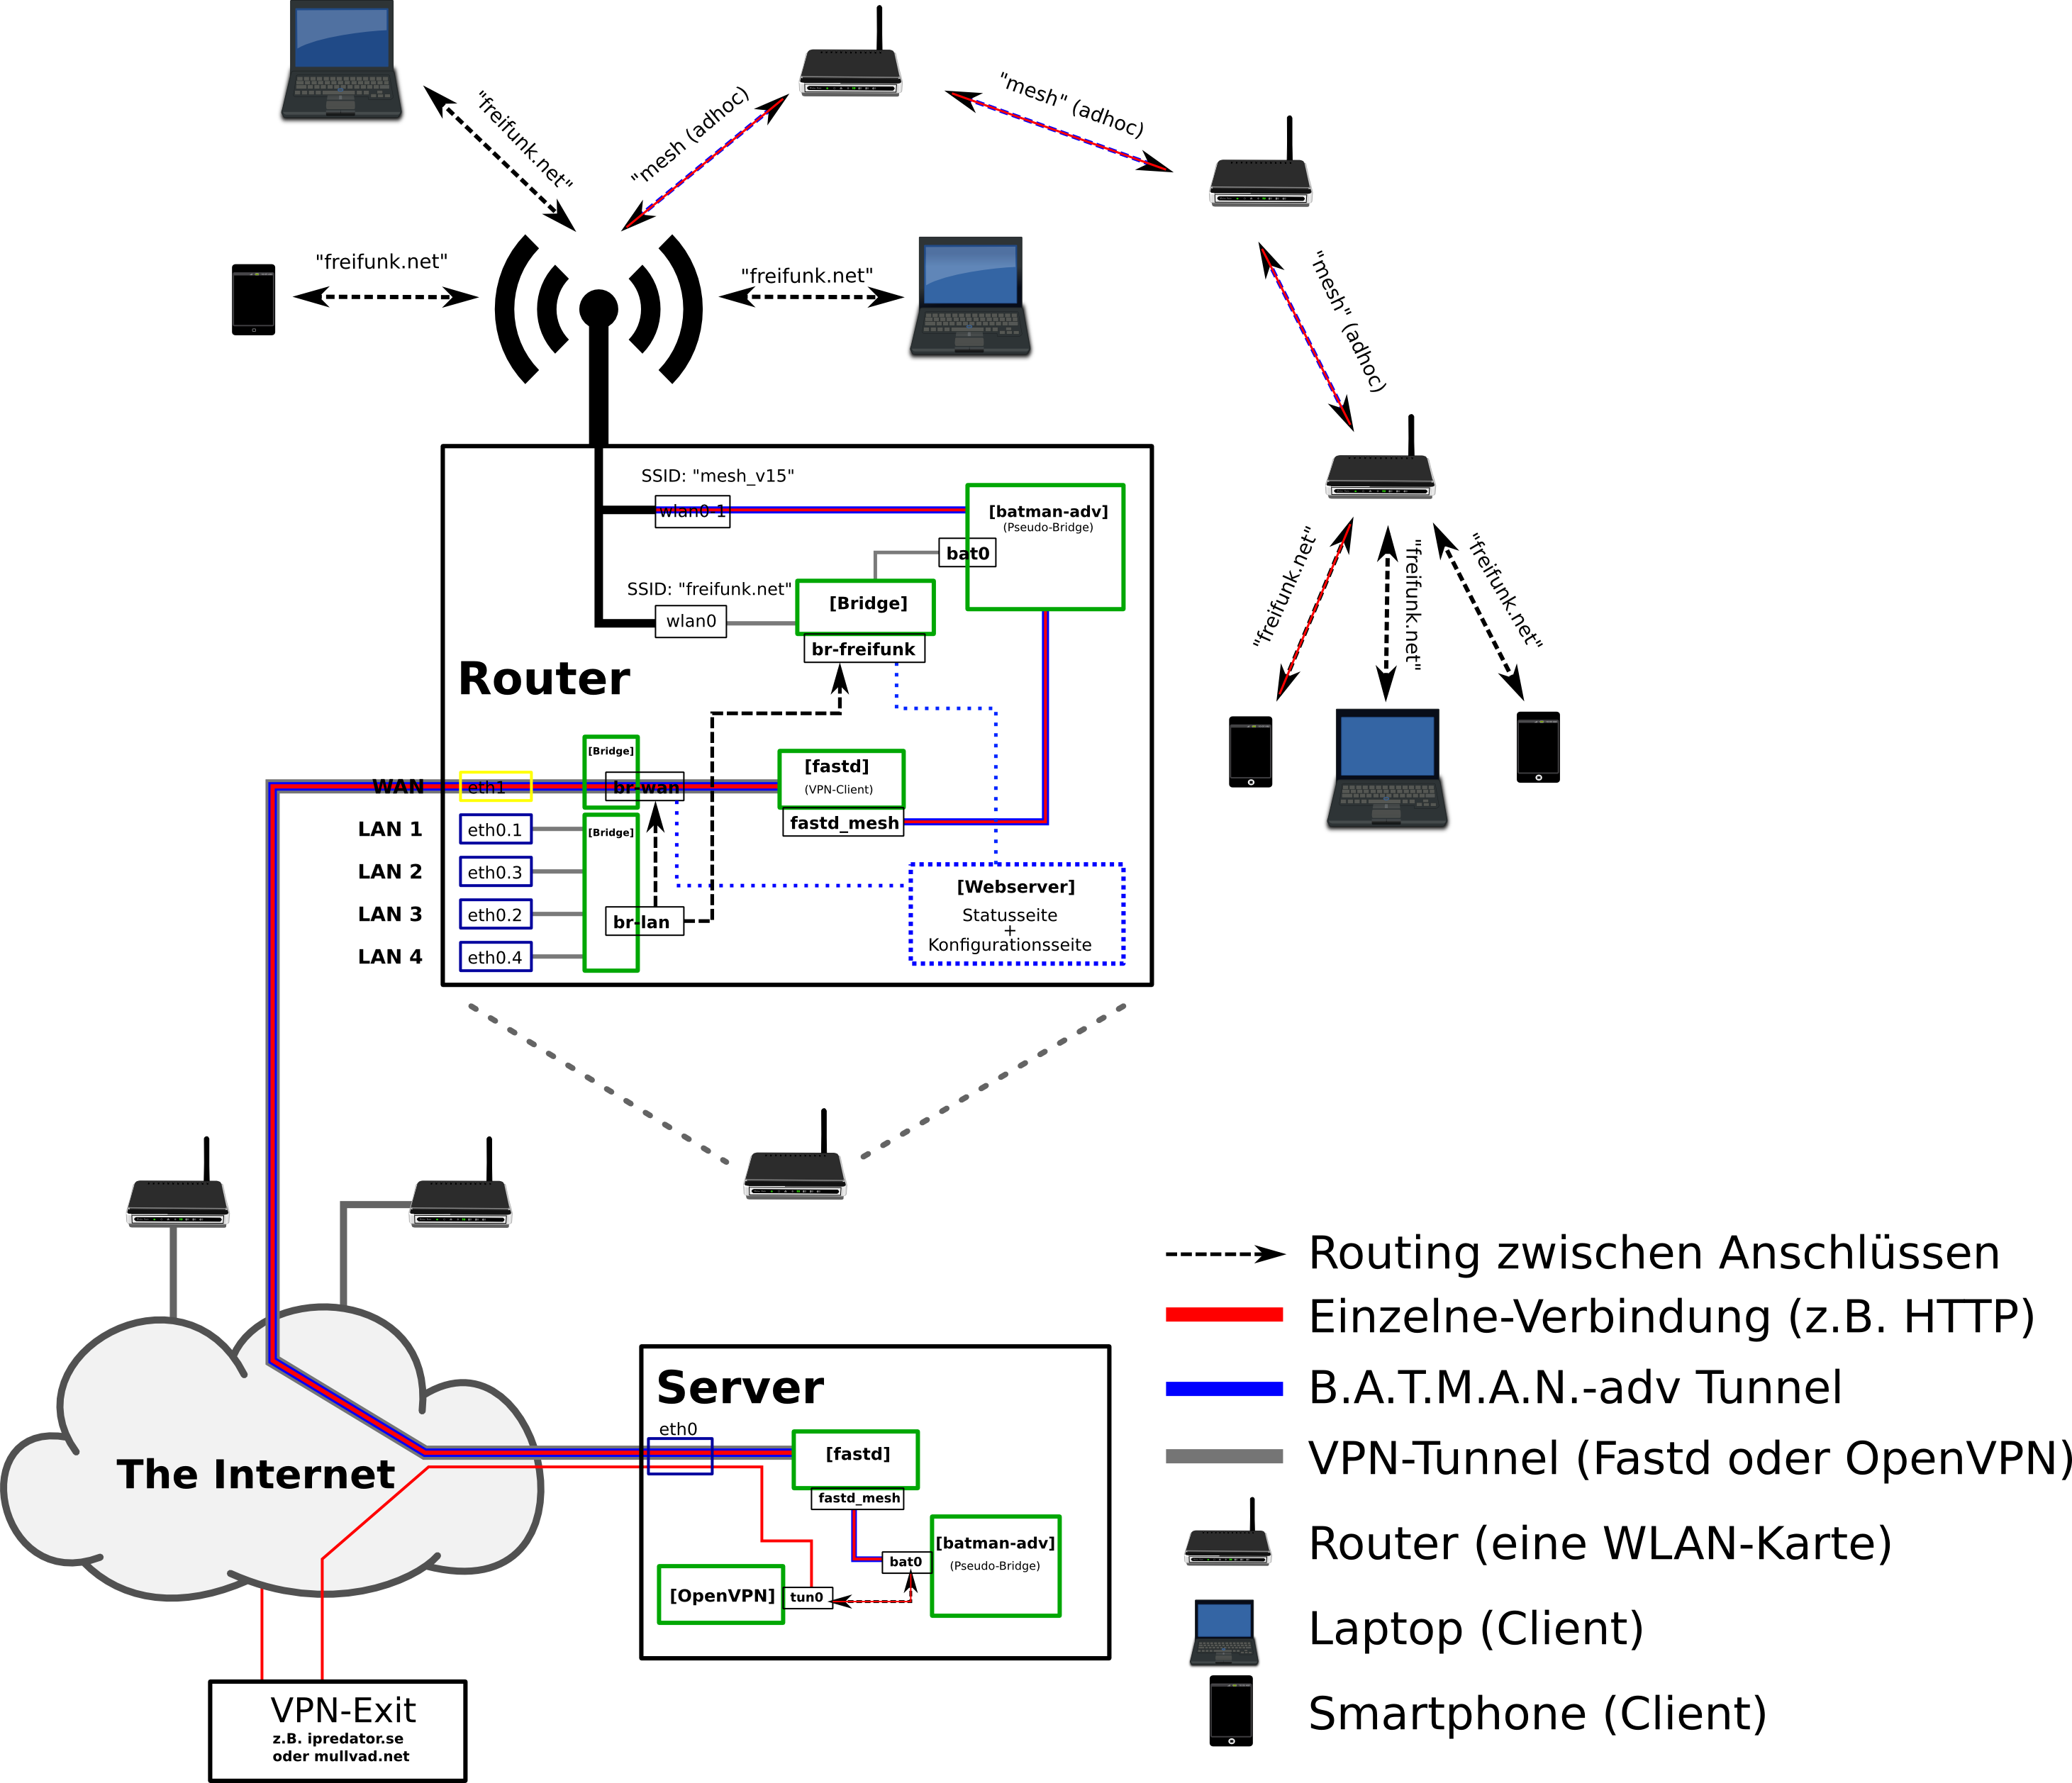 "freifunk.net"
"mesh (adhoc)
"mesh" (adhoc)
"freifunk.net"
"freifunk.net"
"mesh" (adhoc)
SSID: "mesh_v15"
wlan0-1
[batman-adv]
(Pseudo-Bridge)
bat0
SSID: "freifunk.net"
[Bridge]
wlan0
br-freifunk
Router
"freifunk.net"
"freifunk.net"
"freifunk.net"
[Bridge]
[fastd]
(VPN-Client)
WAN
eth1
br-wan
fastd_mesh
LAN 1
eth0.1
[Bridge]
LAN 2
eth0.3
LAN 3
eth0.2
br-lan
LAN 4
eth0.4
[Webserver]
Statusseite
+
Konfigurationsseite
The Internet
Server
eth0
[fastd]
fastd_mesh
[batman-adv]
(Pseudo-Bridge)
bat0
[OpenVPN]
tun0
VPN-Exit
z.B. ipredator.se
oder mullvad.net
Routing zwischen Anschlüssen
Einzelne-Verbindung (z.B. HTTP)
B.A.T.M.A.N.-adv Tunnel
VPN-Tunnel (Fastd oder OpenVPN)
Router (eine WLAN-Karte)
Laptop (Client)
Smartphone (Client)